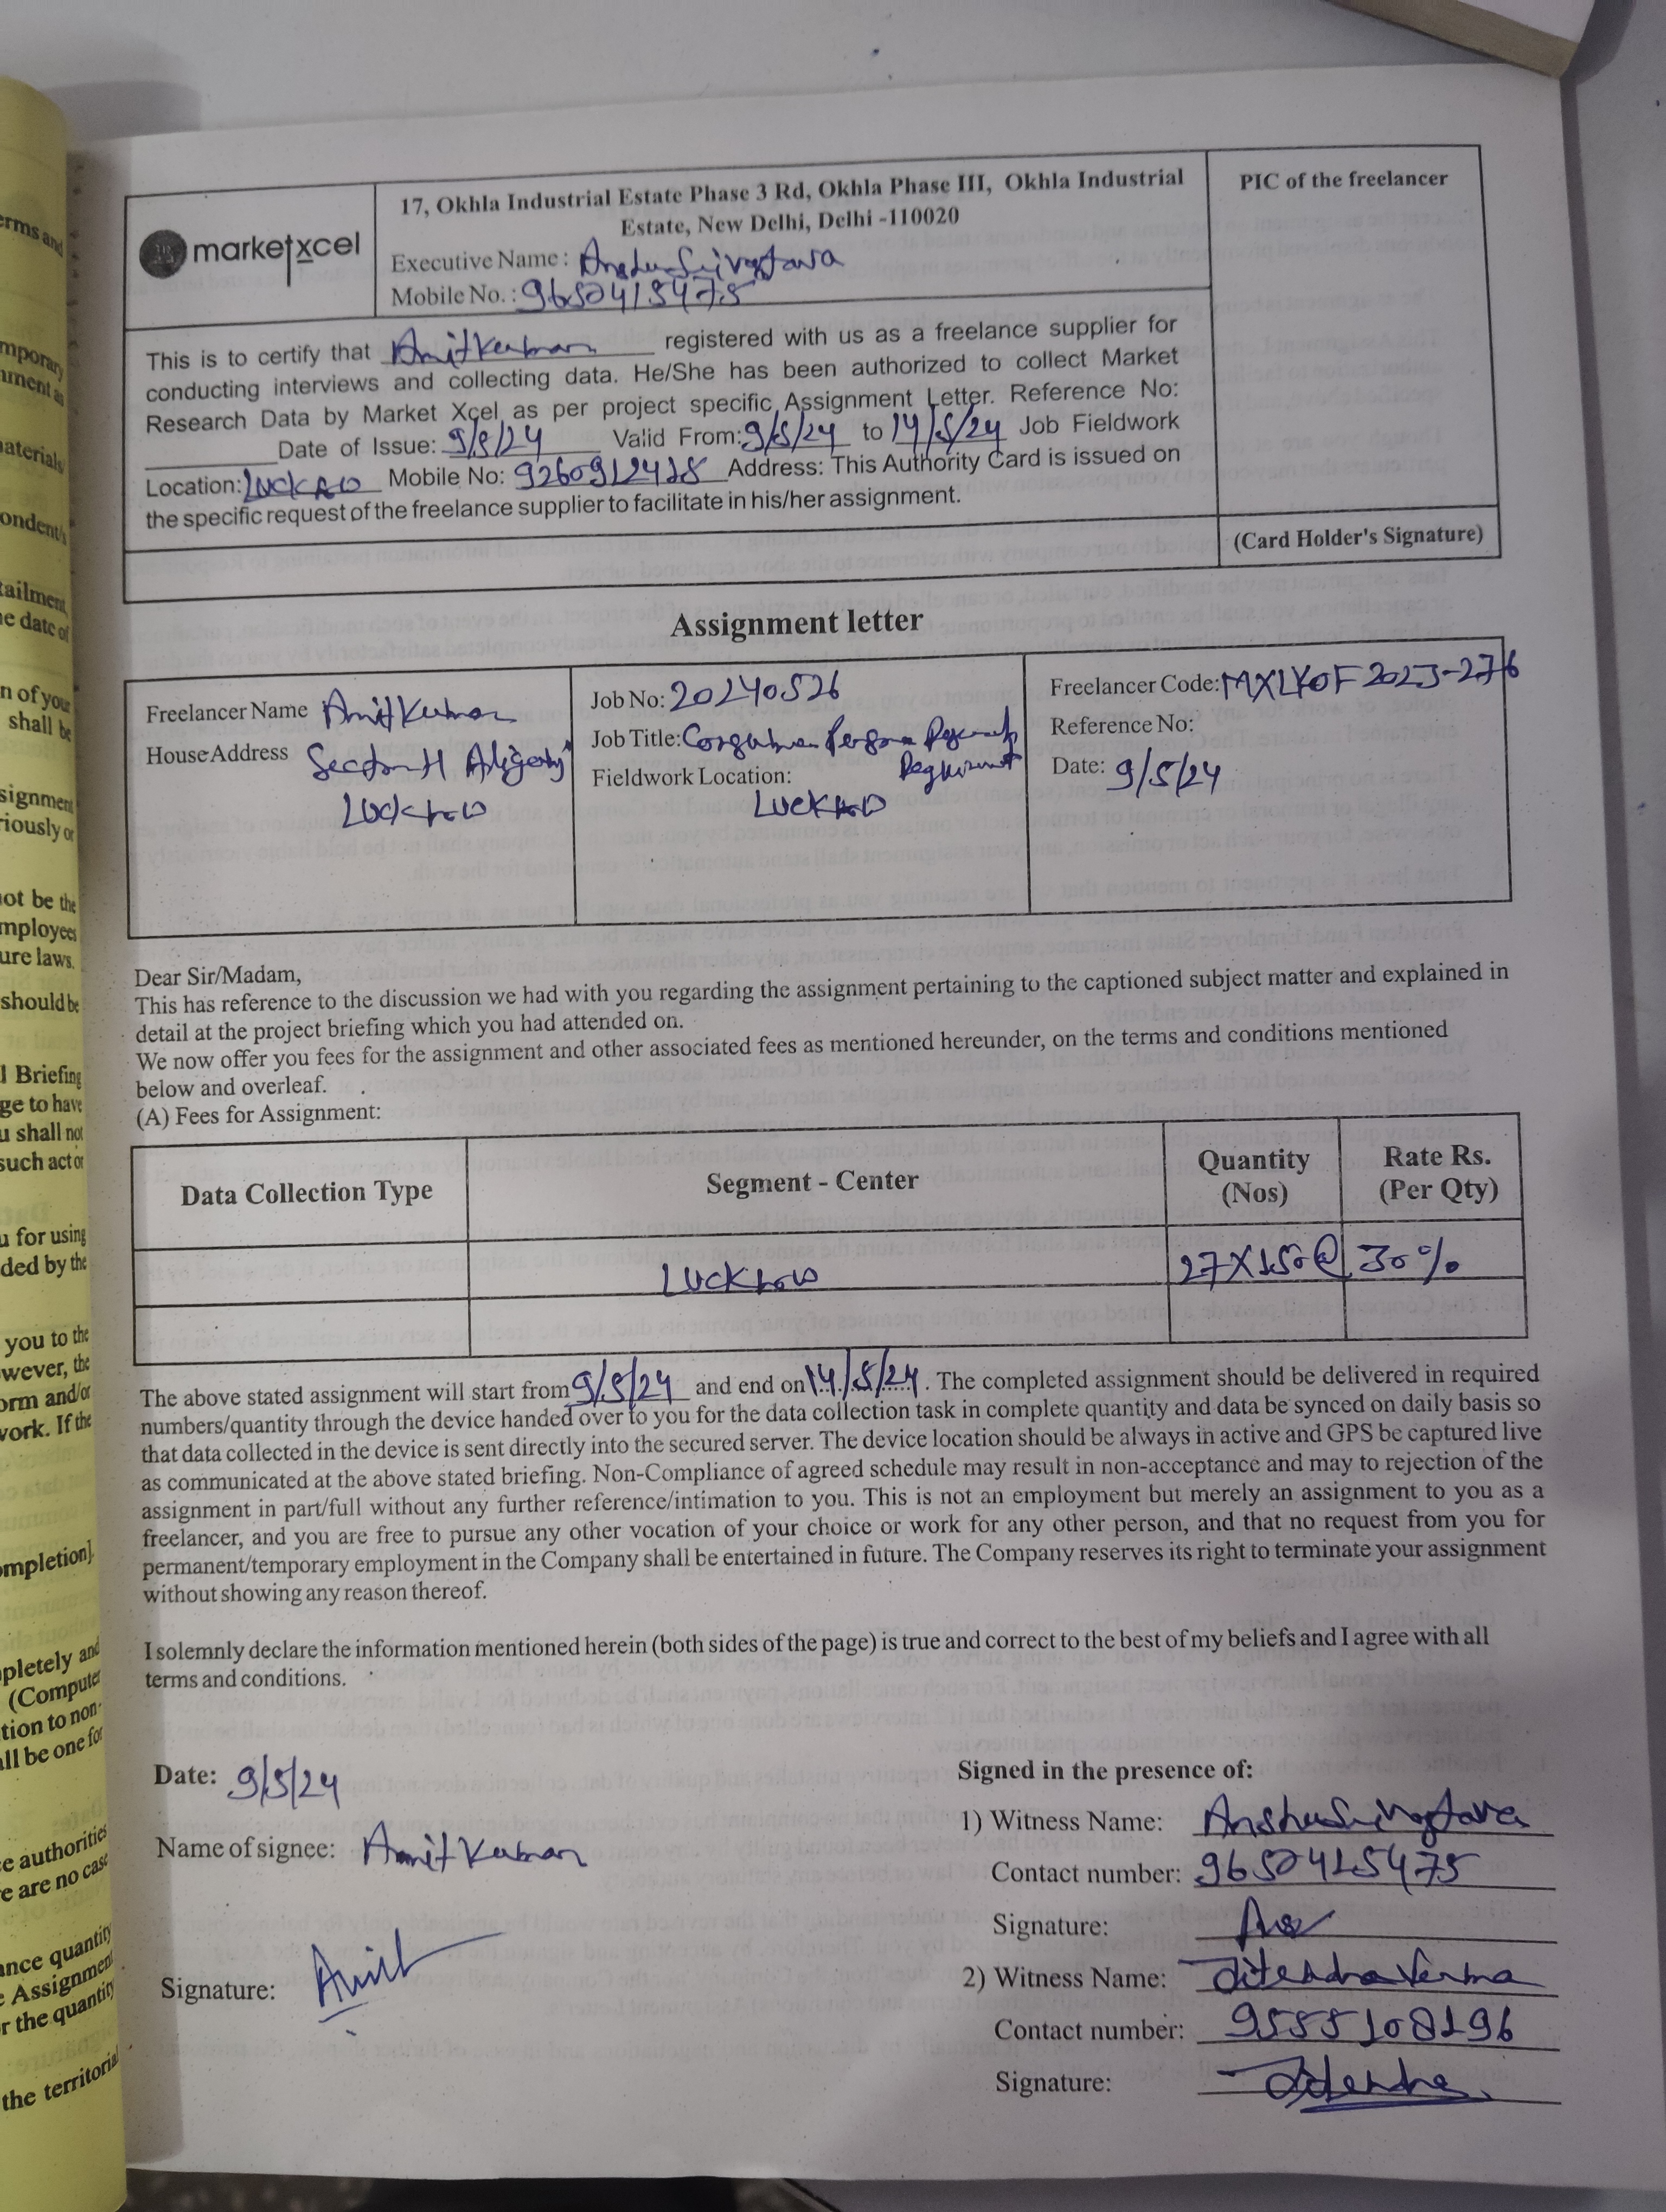 17, Okhla Industrial Estate Phase 3 Rd, Okhla Phase III, Okhla Industrial
Estate, New Delhi, Delhi -110020
PIC of the freelancer
marketxcel
Executive Name: Anshu Srivastava
Mobile No.: 9650415475
This is to certify that Amit Kumar registered with us as a freelance supplier for
conducting interviews and collecting data. He/She has been authorized to collect Market
Research Data by Market Xcel as per project specific Assignment Letter. Reference No:
Date of Issue: 9/5/24 Valid From: 9/5/24 to 14/5/24 Job Fieldwork
Location: Lucknow Mobile No: Address: This Authority Card is issued on
the specific request of the freelance supplier to facilitate in his/her assignment.
(Card Holder's Signature)
Assignment letter
Freelancer Name Amit Kumar
House Address Sector H Aligarh
Lucknow
Job No: 20240526
Job Title:
Fieldwork Location:
Lucknow
Freelancer Code: 2023-276
Reference No:
Date: 9/5/24
Dear Sir/Madam,
This has reference to the discussion we had with you regarding the assignment pertaining to the captioned subject matter and explained in
detail at the project briefing which you had attended on.
We now offer you fees for the assignment and other associated fees as mentioned hereunder, on the terms and conditions mentioned
below and overleaf.
(A) Fees for Assignment:
Data Collection Type Segment - Center Quantity (Nos) Rate Rs. (Per Qty)
Lucknow 27X150@ 30%
The above stated assignment will start from 9/5/24 and end on 14/5/24. The completed assignment should be delivered in required
numbers/quantity through the device handed over to you for the data collection task in complete quantity and data be synced on daily basis so
that data collected in the device is sent directly into the secured server. The device location should be always in active and GPS be captured live
as communicated at the above stated briefing. Non-Compliance of agreed schedule may result in non-acceptance and may to rejection of the
assignment in part/full without any further reference/intimation to you. This is not an employment but merely an assignment to you as a
freelancer, and you are free to pursue any other vocation of your choice or work for any other person, and that no request from you for
permanent/temporary employment in the Company shall be entertained in future. The Company reserves its right to terminate your assignment
without showing any reason thereof.
I solemnly declare the information mentioned herein (both sides of the page) is true and correct to the best of my beliefs and I agree with all
terms and conditions.
Date: 9/5/24
Name of signee: Amit Kumar
Signature: Amit
Signed in the presence of:
1) Witness Name: Anshu Srivastava
Contact number: 9650415475
Signature:
2) Witness Name: Jitendra Verma
Contact number: 9555108196
Signature: Jitendra